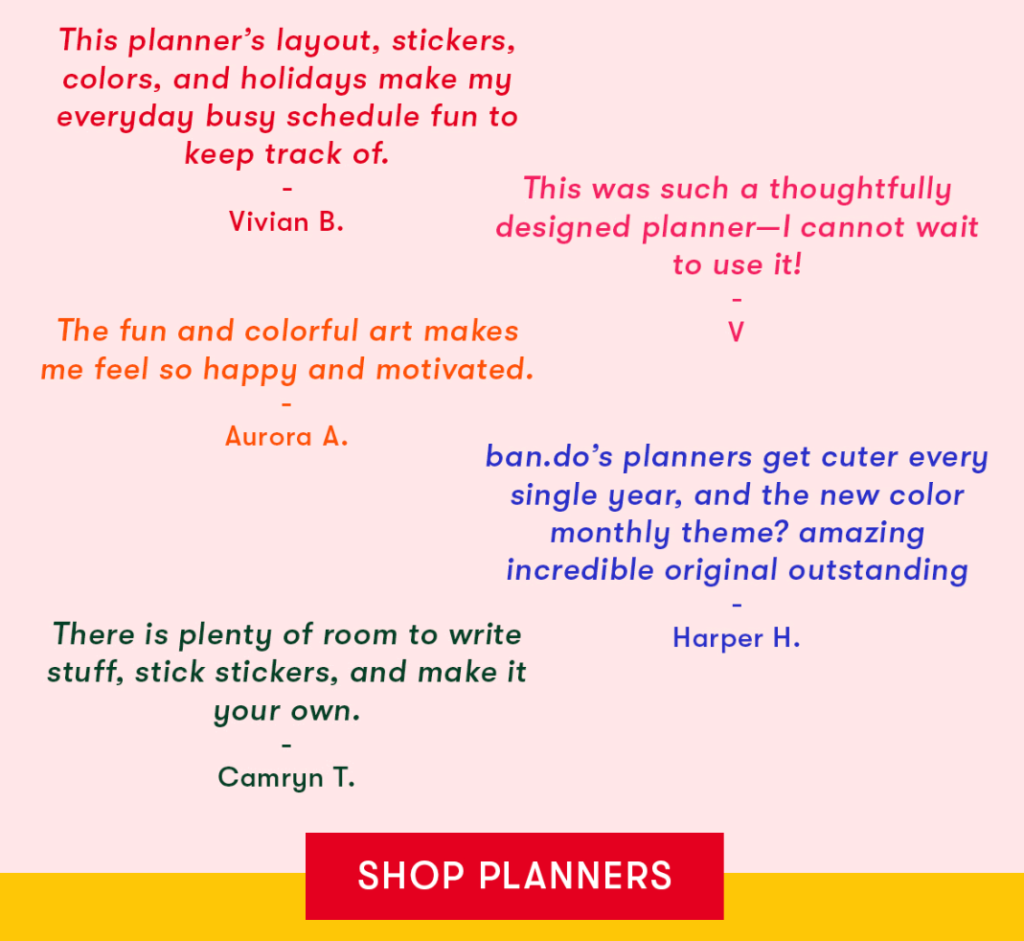 This planner’s layout, stickers,
colors, and holidays make my
everyday busy schedule fun to
keep track of.
-
Vivian B.
This was such a thoughtfully
designed planner—I cannot wait
to use it!
-
V
The fun and colorful art makes
me feel so happy and motivated.
-
Aurora A.
ban.do’s planners get cuter every
single year, and the new color
monthly theme? amazing
incredible original outstanding
-
Harper H.
There is plenty of room to write
stuff, stick stickers, and make it
your own.
-
Camryn T.
SHOP PLANNERS